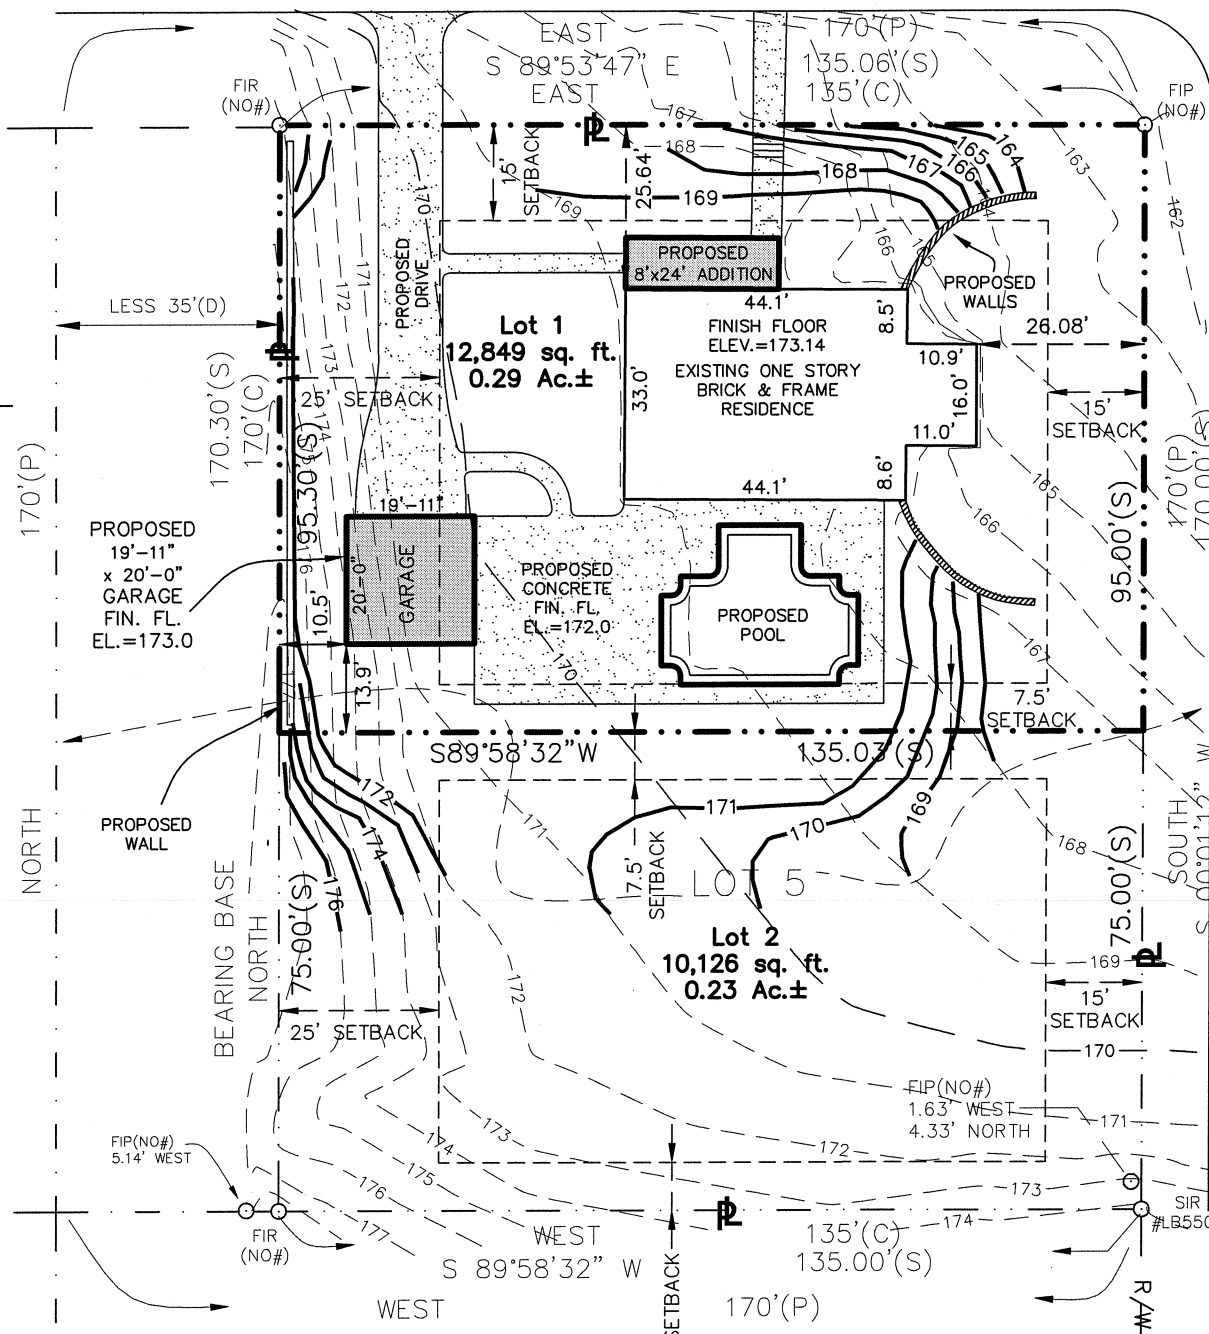 EAST
170'(P)
S 89°53'47" E
135.06'(S)
EAST
135'(C)
FIR
(NO#)
FIP
(NO#)
15'
SETBACK
25.64'
167
168
169
170
168
169
167
166
165
164
163
162
166
165
171
172
173
174
PROPOSED
DRIVE
PROPOSED
8'x24' ADDITION
PROPOSED
WALLS
LESS 35'(D)
Lot 1
12,849 sq. ft.
0.29 Ac.±
44.1'
FINISH FLOOR
ELEV.=173.14
EXISTING ONE STORY
BRICK & FRAME
RESIDENCE
33.0'
8.5'
10.9'
16.0'
11.0'
8.6'
44.1'
26.08'
15'
SETBACK
25' SETBACK
170.30'(S)
170'(C)
95.30'(S)
170'(P)
170'(P)
170.00'(S)
95.00'(S)
165
166
167
PROPOSED
19'-11"
x 20'-0"
GARAGE
FIN. FL.
EL.=173.0
19'-11"
20'-0"
GARAGE
10.5'
13.9'
PROPOSED
CONCRETE
FIN. FL.
EL.=172.0
PROPOSED
POOL
170
7.5'
SETBACK
S89°58'32"W
135.03'(S)
PROPOSED
WALL
172
174
176
171
171
170
169
168
7.5'
SETBACK
LOT 5
Lot 2
10,126 sq. ft.
0.23 Ac.±
NORTH
BEARING BASE
NORTH
75.00'(S)
75.00'(S)
SOUTH
S 00°01'12" W
172
169
15'
SETBACK
25' SETBACK
170
FIP(NO#)
1.63' WEST
4.33' NORTH
171
FIP(NO#)
5.14' WEST
173
174
175
176
177
172
173
174
FIR
(NO#)
SIR
#LB550
WEST
135'(C)
S 89°58'32" W
135.00'(S)
SETBACK
WEST
170'(P)
R/W